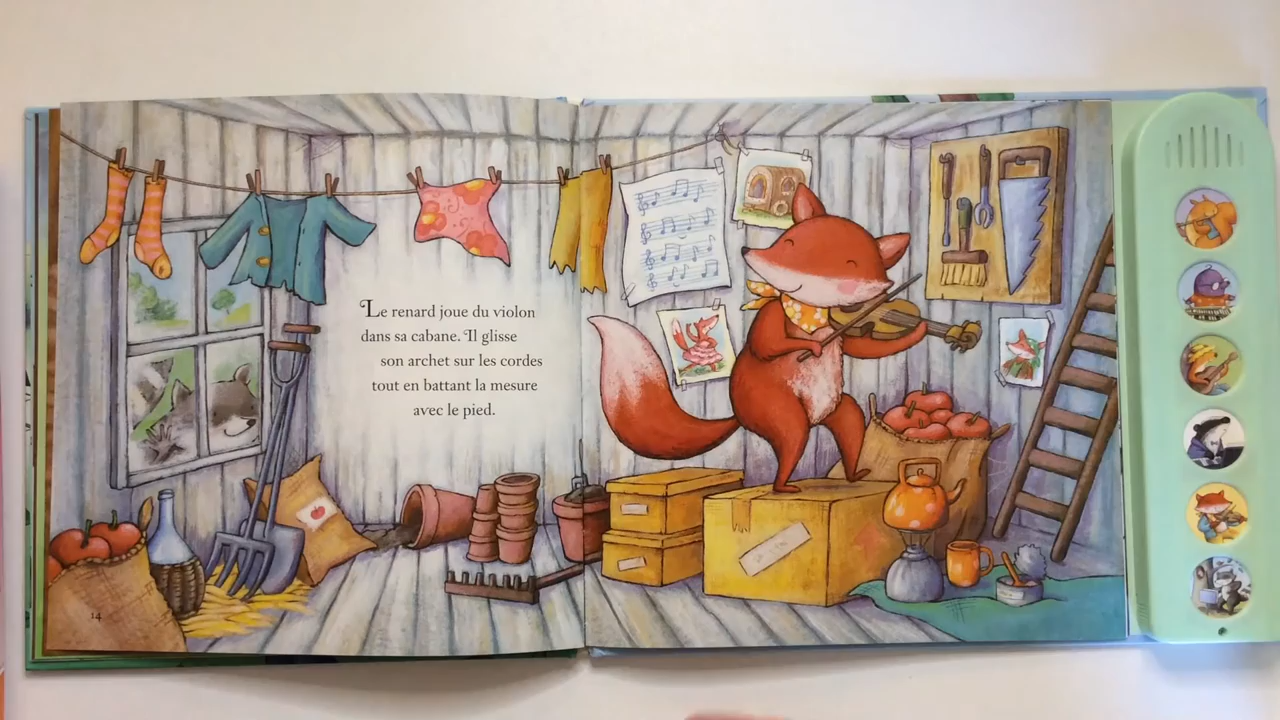 Le renard joue du violon
dans sa cabane. Il glisse
son archet sur les cordes
tout en battant la mesure
avec le pied.
14